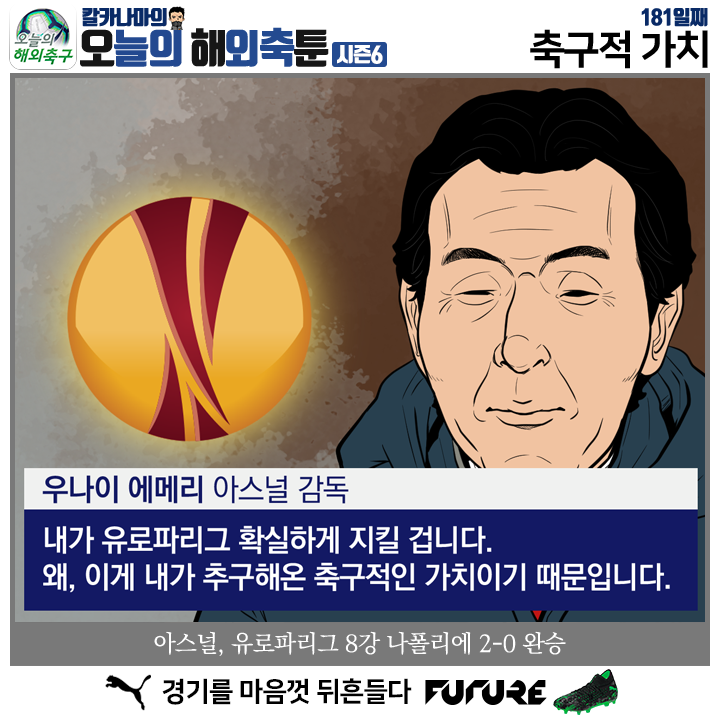 오늘의
해외축구
칼카나마의
오늘의 해외축툰 시즌6
181일째
축구적 가치
우나이 에메리 아스널 감독
내가 유로파리그 확실하게 지킬 겁니다.
왜, 이게 내가 추구해온 축구적인 가치이기 때문입니다.
아스널, 유로파리그 8강 나폴리에 2-0 완승
경기를 마음껏 뒤흔들다 FUTURE